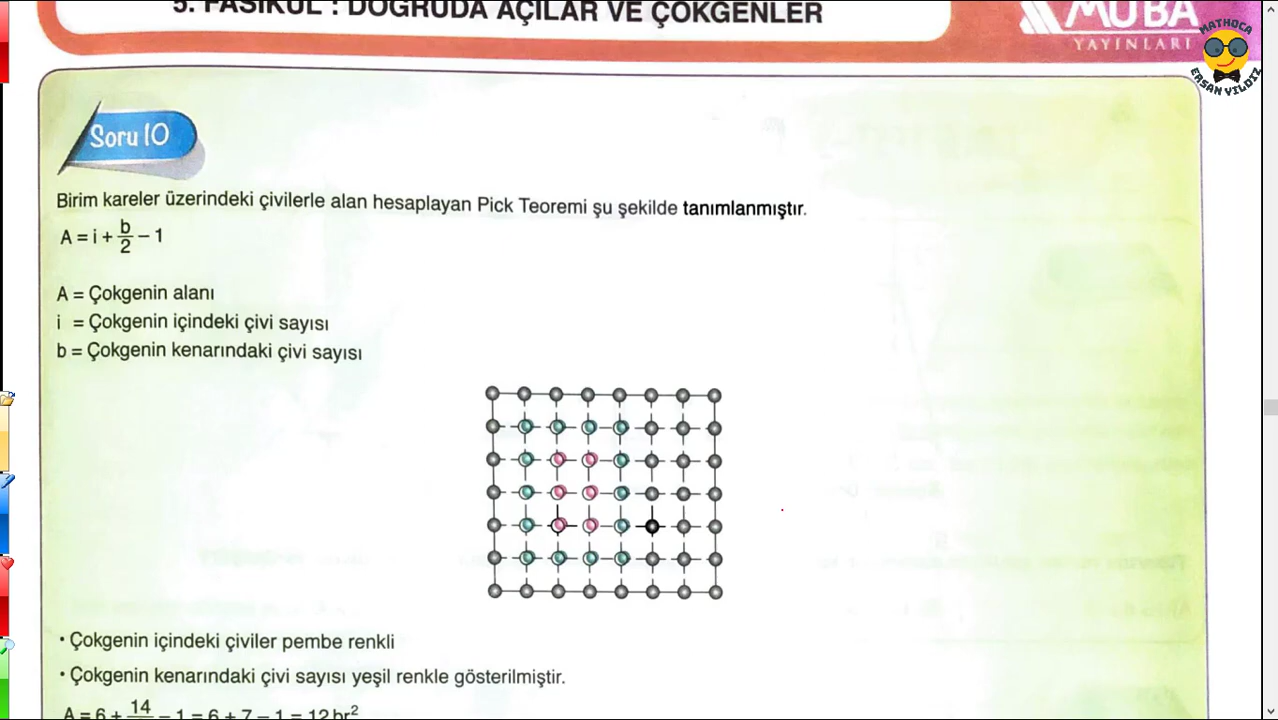 5. FASİKÜL : DOĞRUDA AÇILAR VE ÇOKGENLER
MUBA
YAYINLARI
MATHOCA
ERSAN YILDIZ
Soru 10
Birim kareler üzerindeki çivilerle alan hesaplayan Pick Teoremi şu şekilde tanımlanmıştır.
A = i + b/2 – 1
A = Çokgenin alanı
i = Çokgenin içindeki çivi sayısı
b = Çokgenin kenarındaki çivi sayısı
• Çokgenin içindeki çiviler pembe renkli
• Çokgenin kenarındaki çivi sayısı yeşil renkle gösterilmiştir.
A = 6 + 14 – 1 = 6 + 7 – 1 = 12 br²